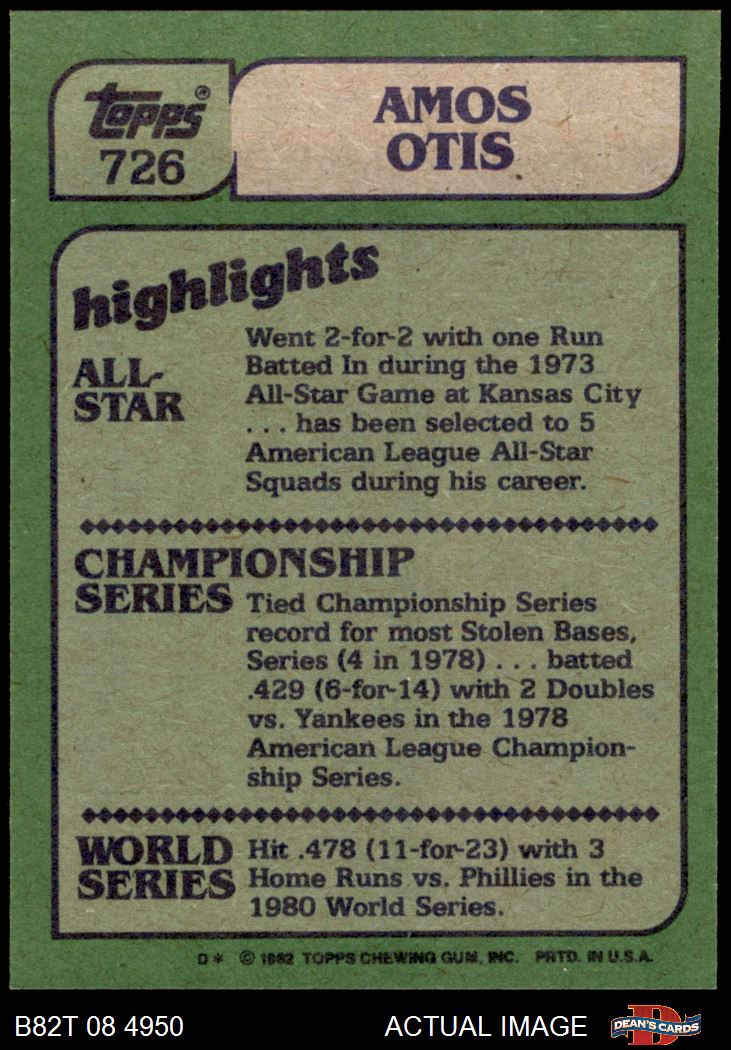 topps®
726
AMOS
OTIS
highlights
ALL-
STAR
Went 2-for-2 with one Run
Batted In during the 1973
All-Star Game at Kansas City
. . . has been selected to 5
American League All-Star
Squads during his career.
CHAMPIONSHIP
SERIES
Tied Championship Series
record for most Stolen Bases,
Series (4 in 1978) . . . batted
.429 (6-for-14) with 2 Doubles
vs. Yankees in the 1978
American League Champion-
ship Series.
WORLD
SERIES
Hit .478 (11-for-23) with 3
Home Runs vs. Phillies in the
1980 World Series.
D* © 1982 TOPPS CHEWING GUM, INC. PRTD. IN U.S.A.
B82T 08 4950
ACTUAL IMAGE
D
DEAN'S CARDS